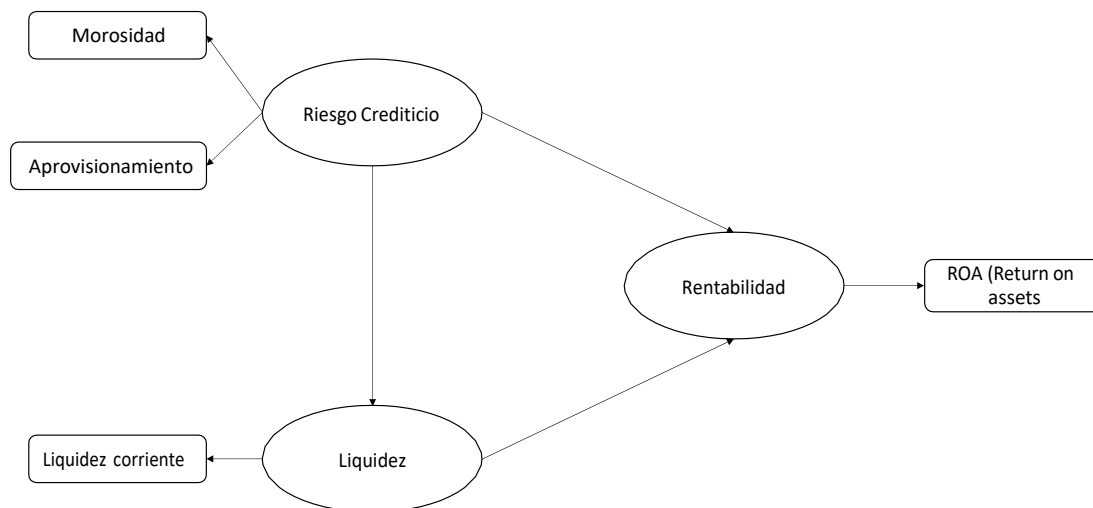 Morosidad
Riesgo Crediticio
Aprovisionamiento
Rentabilidad
ROA (Return on
assets
Liquidez corriente
Liquidez